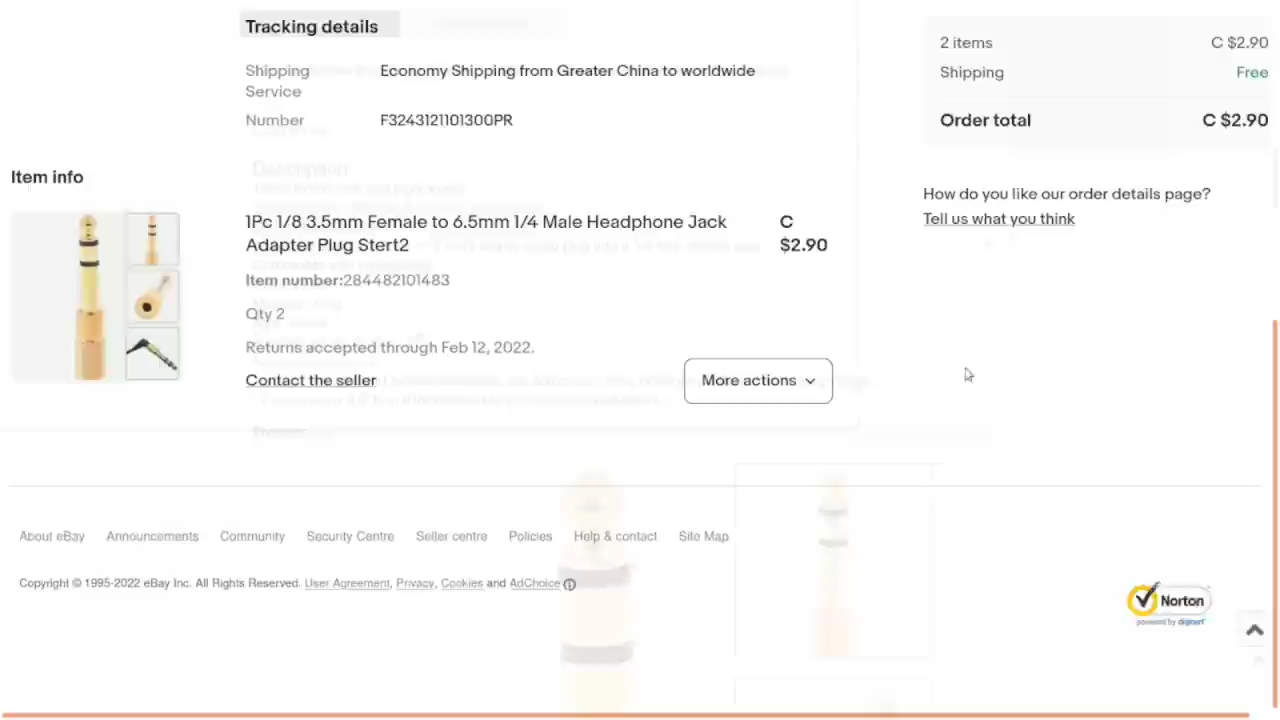 Tracking details
Shipping Service
Economy Shipping from Greater China to worldwide
Number
F3243121101300PR
2 items
C $2.90
Shipping
Free
Order total
C $2.90
How do you like our order details page?
Tell us what you think
Item info
1Pc 1/8 3.5mm Female to 6.5mm 1/4 Male Headphone Jack
Adapter Plug Stert2
C
$2.90
Item number:284482101483
Qty 2
Returns accepted through Feb 12, 2022.
Contact the seller
More actions
Description
About eBay Announcements Community Security Centre Seller centre Policies Help & contact Site Map
Copyright © 1995-2022 eBay Inc. All Rights Reserved. User Agreement, Privacy, Cookies and AdChoice
Norton
powered by digicert